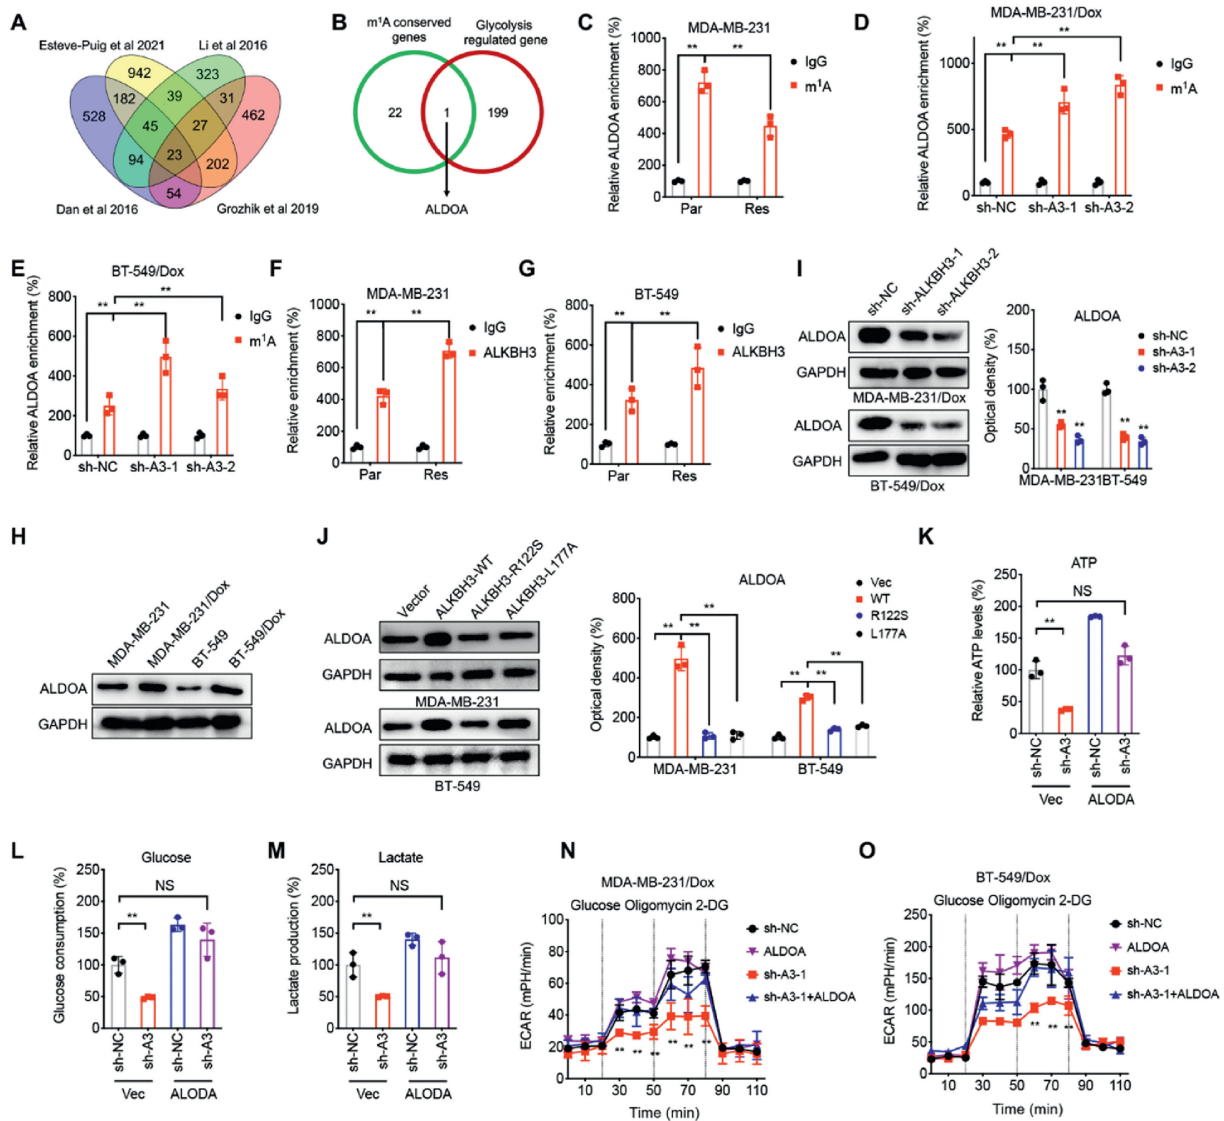 A
Esteve-Puig et al 2021
Li et al 2016
942
323
182
39
31
528
45
27
462
94
23
202
54
Dan et al 2016
Grozhik et al 2019
B
m¹A conserved
genes
Glycolysis
regulated gene
22
1
199
ALDOA
C
MDA-MB-231
Relative ALDOA enrichment (%)
1000
800
600
400
200
0
**
**
Par
Res
IgG
m¹A
D
MDA-MB-231/Dox
Relative ALDOA enrichment (%)
1000
500
0
**
**
**
sh-NC
sh-A3-1
sh-A3-2
IgG
m¹A
E
BT-549/Dox
Relative ALDOA enrichment (%)
800
600
400
200
0
**
**
**
sh-NC
sh-A3-1
sh-A3-2
IgG
m¹A
F
MDA-MB-231
Relative enrichment (%)
1000
800
600
400
200
0
**
**
Par
Res
IgG
ALKBH3
G
BT-549
Relative enrichment (%)
800
600
400
200
0
**
**
Par
Res
IgG
ALKBH3
I
sh-NC
sh-ALKBH3-1
sh-ALKBH3-2
ALDOA
GAPDH
MDA-MB-231/Dox
ALDOA
GAPDH
BT-549/Dox
ALDOA
Optical density (%)
200
150
100
50
0
**
**
**
**
MDA-MB-231BT-549
sh-NC
sh-A3-1
sh-A3-2
H
MDA-MB-231
MDA-MB-231/Dox
BT-549
BT-549/Dox
ALDOA
GAPDH
J
Vector
ALKBH3-WT
ALKBH3-R122S
ALKBH3-L177A
ALDOA
GAPDH
MDA-MB-231
ALDOA
GAPDH
BT-549
ALDOA
Optical density (%)
800
600
400
200
0
**
**
**
**
**
**
MDA-MB-231
BT-549
Vec
WT
R122S
L177A
K
ATP
Relative ATP levels (%)
250
200
150
100
50
0
NS
**
sh-NC
sh-A3
sh-NC
sh-A3
Vec
ALODA
L
Glucose
Glucose consumption (%)
250
200
150
100
50
0
NS
**
sh-NC
sh-A3
sh-NC
sh-A3
Vec
ALODA
M
Lactate
Lactate production (%)
250
200
150
100
50
0
NS
**
sh-NC
sh-A3
sh-NC
sh-A3
Vec
ALODA
N
MDA-MB-231/Dox
Glucose Oligomycin 2-DG
ECAR (mPH/min)
100
80
60
40
20
0
** ** ** ** ** **
10 30 50 70 90 110
Time (min)
sh-NC
ALDOA
sh-A3-1
sh-A3-1+ALDOA
O
BT-549/Dox
Glucose Oligomycin 2-DG
ECAR (mPH/min)
250
200
150
100
50
0
** ** **
10 30 50 70 90 110
Time (min)
sh-NC
ALDOA
sh-A3-1
sh-A3-1+ALDOA